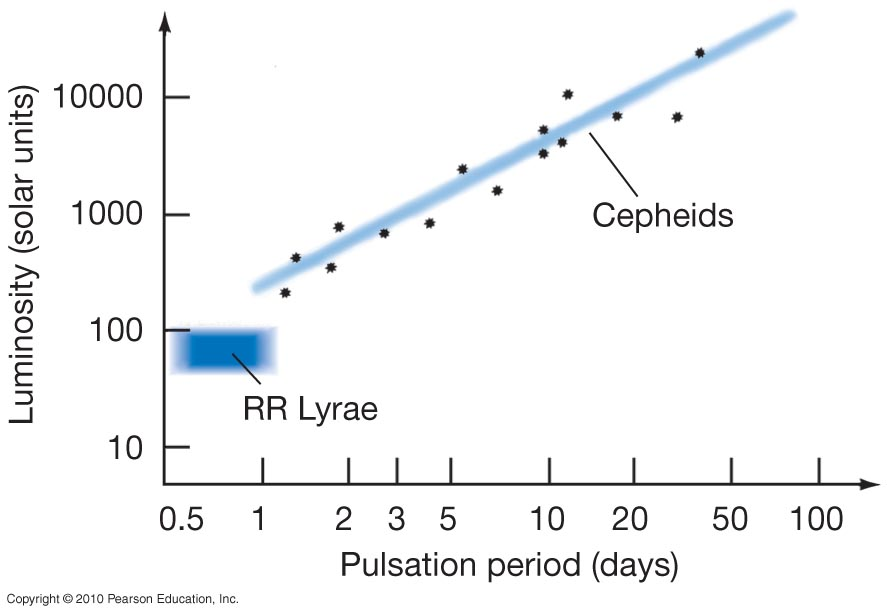 Luminosity (solar units)
10000
1000
100
10
Cepheids
RR Lyrae
0.5 1 2 3 5 10 20 50 100
Pulsation period (days)
Copyright © 2010 Pearson Education, Inc.